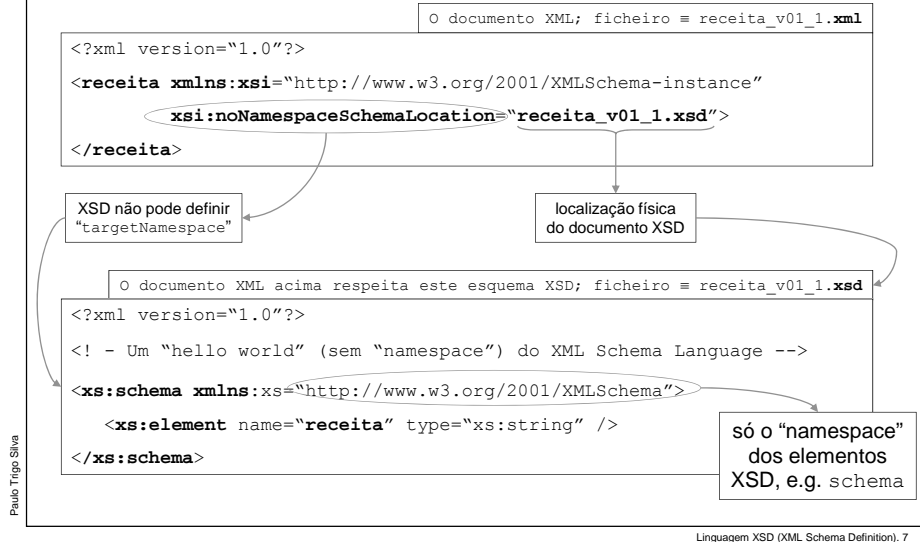 O documento XML; ficheiro ≡ receita_v01_1.xml
<?xml version=“1.0”?>
<receita xmlns:xsi=“http://www.w3.org/2001/XMLSchema-instance”
xsi:noNamespaceSchemaLocation=“receita_v01_1.xsd”>
</receita>
XSD não pode definir
“targetNamespace”
localização física
do documento XSD
O documento XML acima respeita este esquema XSD; ficheiro ≡ receita_v01_1.xsd
<?xml version=“1.0”?>
<! - Um “hello world” (sem “namespace”) do XML Schema Language -->
<xs:schema xmlns:xs=“http://www.w3.org/2001/XMLSchema”>
<xs:element name=“receita” type=“xs:string” />
</xs:schema>
só o “namespace”
dos elementos
XSD, e.g. schema
Paulo Trigo Silva
Linguagem XSD (XML Schema Definition). 7